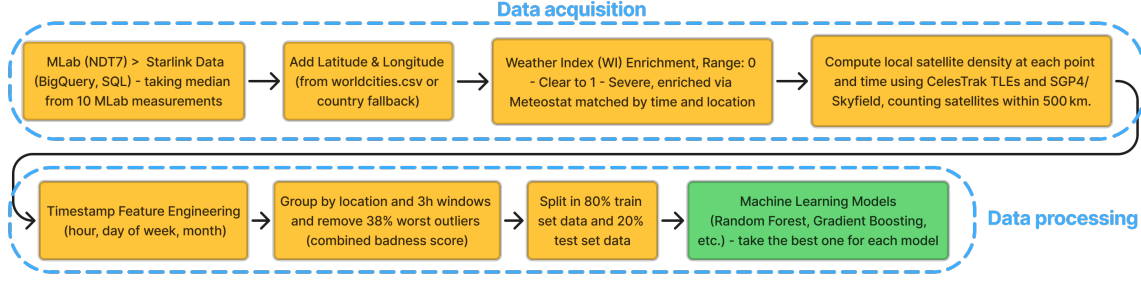 Data acquisition
MLab (NDT7) > Starlink Data
(BigQuery, SQL) - taking median
from 10 MLab measurements
Add Latitude & Longitude
(from worldcities.csv or
country fallback)
Weather Index (WI) Enrichment, Range: 0
- Clear to 1 - Severe, enriched via
Meteostat matched by time and location
Compute local satellite density at each point
and time using CelesTrak TLEs and SGP4/
Skyfield, counting satellites within 500 km.
Timestamp Feature Engineering
(hour, day of week, month)
Group by location and 3h windows
and remove 38% worst outliers
(combined badness score)
Split in 80% train
set data and 20%
test set data
Machine Learning Models
(Random Forest, Gradient Boosting,
etc.) - take the best one for each model
Data processing